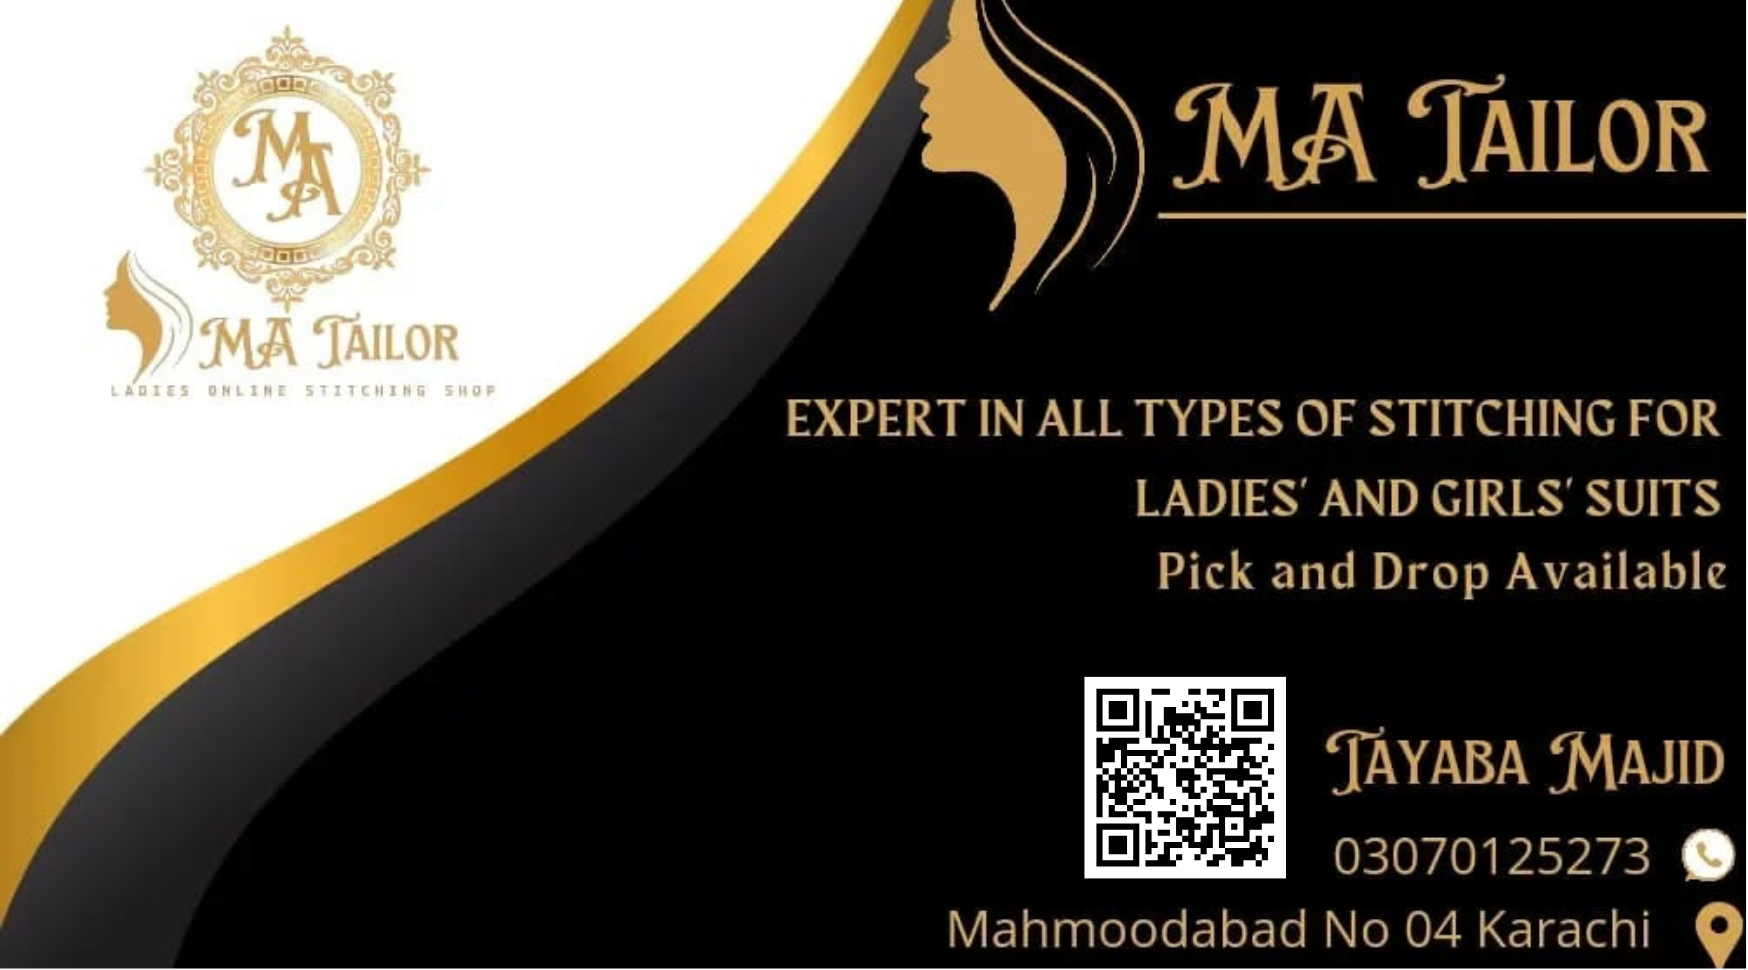 MA
MA TAILOR
LADIES ONLINE STITCHING SHOP
MA TAILOR
EXPERT IN ALL TYPES OF STITCHING FOR
LADIES' AND GIRLS' SUITS
Pick and Drop Available
TAYABA MAJID
03070125273
Mahmoodabad No 04 Karachi